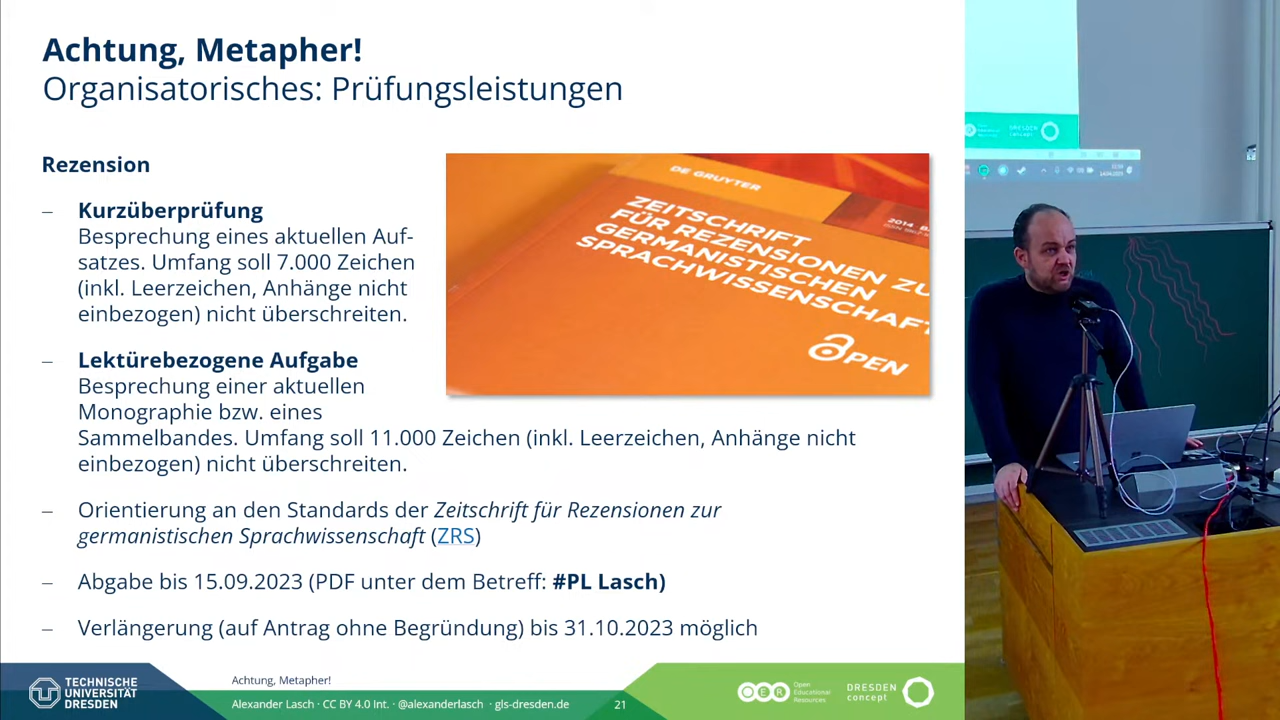 Achtung, Metapher!
Organisatorisches: Prüfungsleistungen
Rezension
– Kurzüberprüfung
Besprechung eines aktuellen Auf-
satzes. Umfang soll 7.000 Zeichen
(inkl. Leerzeichen, Anhänge nicht
einbezogen) nicht überschreiten.
– Lektürebezogene Aufgabe
Besprechung einer aktuellen
Monographie bzw. eines
Sammelbandes. Umfang soll 11.000 Zeichen (inkl. Leerzeichen, Anhänge nicht
einbezogen) nicht überschreiten.
– Orientierung an den Standards der Zeitschrift für Rezensionen zur
germanistischen Sprachwissenschaft (ZRS)
– Abgabe bis 15.09.2023 (PDF unter dem Betreff: #PL Lasch)
– Verlängerung (auf Antrag ohne Begründung) bis 31.10.2023 möglich
DE GRUYTER
2014
ZEITSCHRIFT
FÜR REZENSIONEN ZU
GERMANISTISCHEN
SPRACHWISSENSCHAFT
OPEN
TECHNISCHE
UNIVERSITÄT
DRESDEN
Achtung, Metapher!
Alexander Lasch · CC BY 4.0 Int. · @alexanderlasch · gls-dresden.de
21
OER
Open
Educational
Resources
DRESDEN
concept
DRESDEN
concept